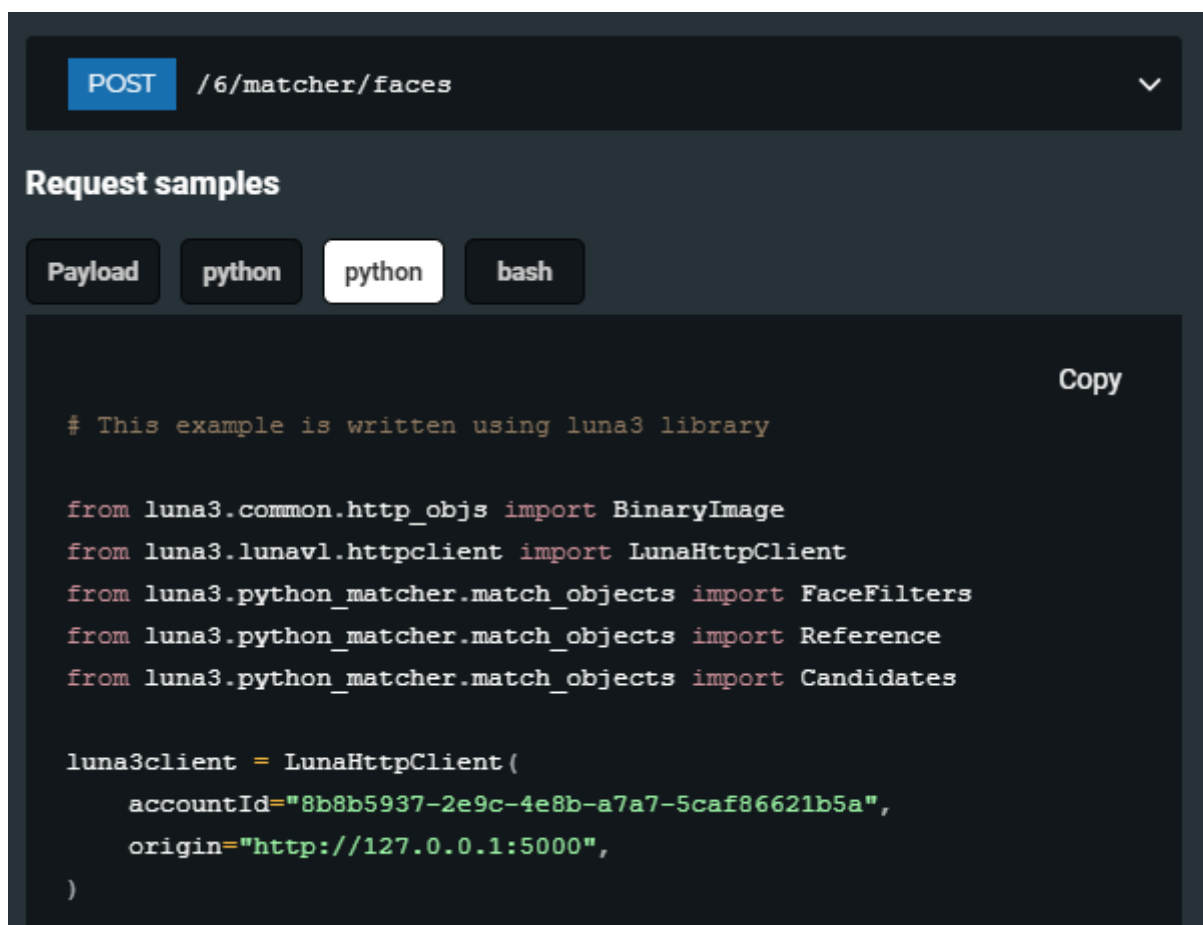 POST /6/matcher/faces
Request samples
Payload python python bash
Copy
# This example is written using luna3 library
from luna3.common.http_objs import BinaryImage
from luna3.lunavl.httpclient import LunaHttpClient
from luna3.python_matcher.match_objects import FaceFilters
from luna3.python_matcher.match_objects import Reference
from luna3.python_matcher.match_objects import Candidates
luna3client = LunaHttpClient(
    accountId="8b8b5937-2e9c-4e8b-a7a7-5caf86621b5a",
    origin="http://127.0.0.1:5000",
)